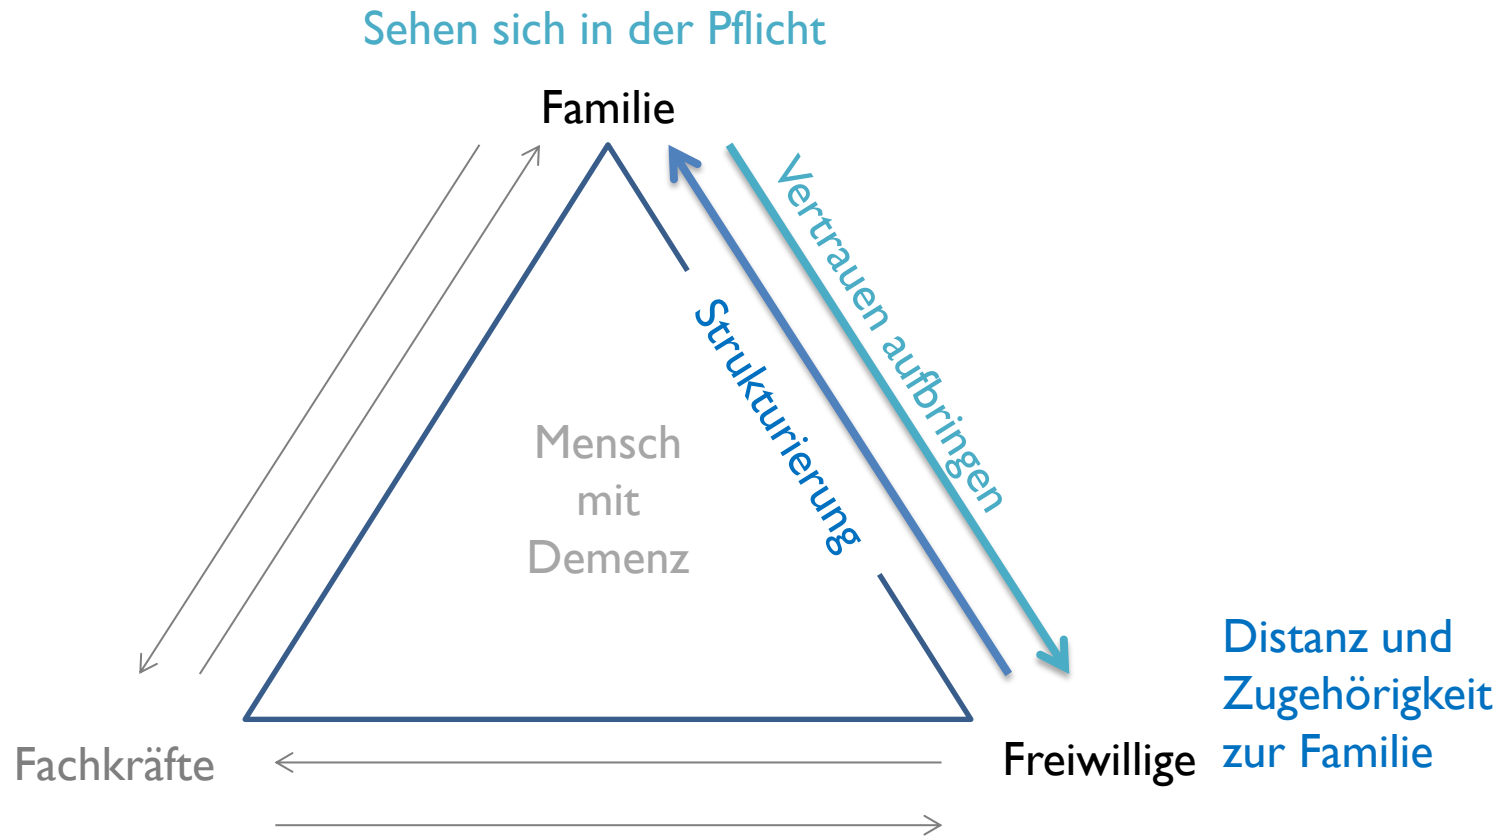 Sehen sich in der Pflicht
Familie
Vertrauen aufbringen
Strukturierung
Mensch
mit
Demenz
Distanz und
Zugehörigkeit
zur Familie
Fachkräfte
Freiwillige